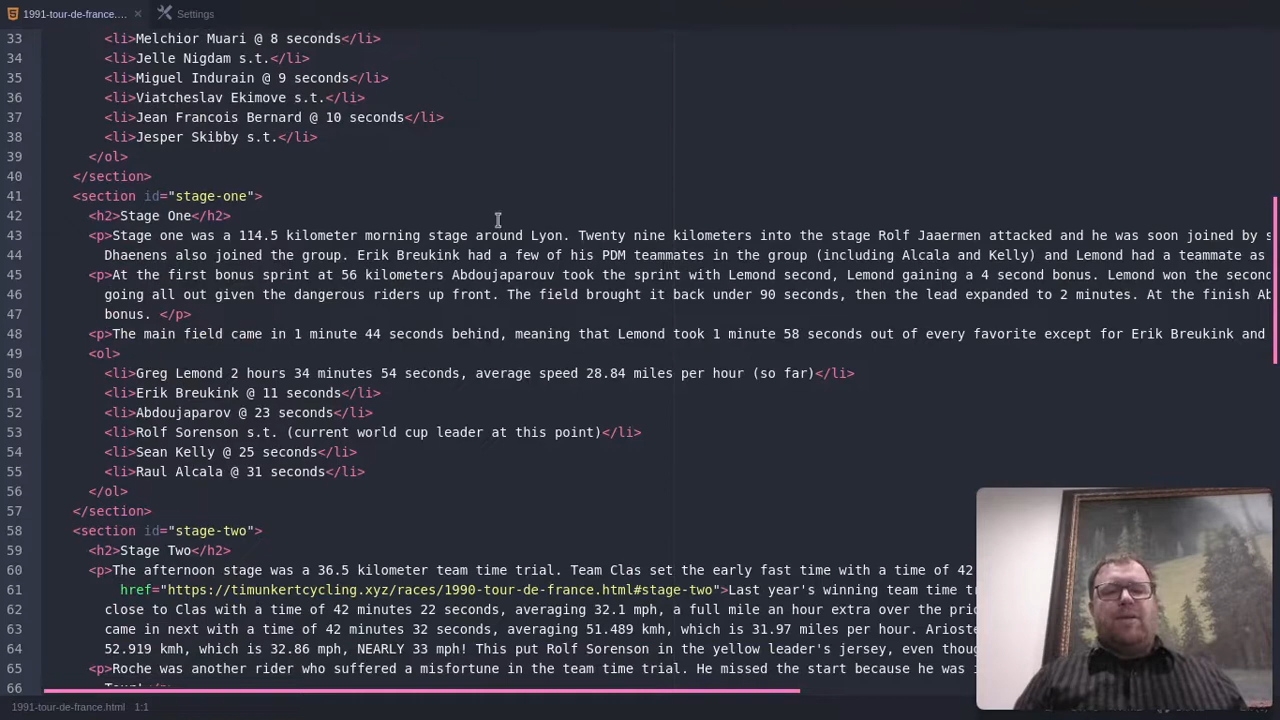 1991-tour-de-france.… × Settings
33 <li>Melchior Muari @ 8 seconds</li>
34 <li>Jelle Nigdam s.t.</li>
35 <li>Miguel Indurain @ 9 seconds</li>
36 <li>Viatcheslav Ekimove s.t.</li>
37 <li>Jean Francois Bernard @ 10 seconds</li>
38 <li>Jesper Skibby s.t.</li>
39 </ol>
40 </section>
41 <section id="stage-one">
42 <h2>Stage One</h2>
43 <p>Stage one was a 114.5 kilometer morning stage around Lyon. Twenty nine kilometers into the stage Rolf Jaaermen attacked and he was soon joined by s
44 Dhaenens also joined the group. Erik Breukink had a few of his PDM teammates in the group (including Alcala and Kelly) and Lemond had a teammate as
45 <p>At the first bonus sprint at 56 kilometers Abdoujaparouv took the sprint with Lemond second, Lemond gaining a 4 second bonus. Lemond won the second
46 going all out given the dangerous riders up front. The field brought it back under 90 seconds, then the lead expanded to 2 minutes. At the finish Ab
47 bonus. </p>
48 <p>The main field came in 1 minute 44 seconds behind, meaning that Lemond took 1 minute 58 seconds out of every favorite except for Erik Breukink and
49 <ol>
50 <li>Greg Lemond 2 hours 34 minutes 54 seconds, average speed 28.84 miles per hour (so far)</li>
51 <li>Erik Breukink @ 11 seconds</li>
52 <li>Abdoujaparov @ 23 seconds</li>
53 <li>Rolf Sorenson s.t. (current world cup leader at this point)</li>
54 <li>Sean Kelly @ 25 seconds</li>
55 <li>Raul Alcala @ 31 seconds</li>
56 </ol>
57 </section>
58 <section id="stage-two">
59 <h2>Stage Two</h2>
60 <p>The afternoon stage was a 36.5 kilometer team time trial. Team Clas set the early fast time with a time of 42
61 href="https://timunkertcycling.xyz/races/1990-tour-de-france.html#stage-two">Last year's winning team time tr
62 close to Clas with a time of 42 minutes 22 seconds, averaging 32.1 mph, a full mile an hour extra over the prio
63 came in next with a time of 42 minutes 32 seconds, averaging 51.489 kmh, which is 31.97 miles per hour. Arioste
64 52.919 kmh, which is 32.86 mph, NEARLY 33 mph! This put Rolf Sorenson in the yellow leader's jersey, even thoug
65 <p>Roche was another rider who suffered a misfortune in the team time trial. He missed the start because he was i
66
1991-tour-de-france.html 1:1